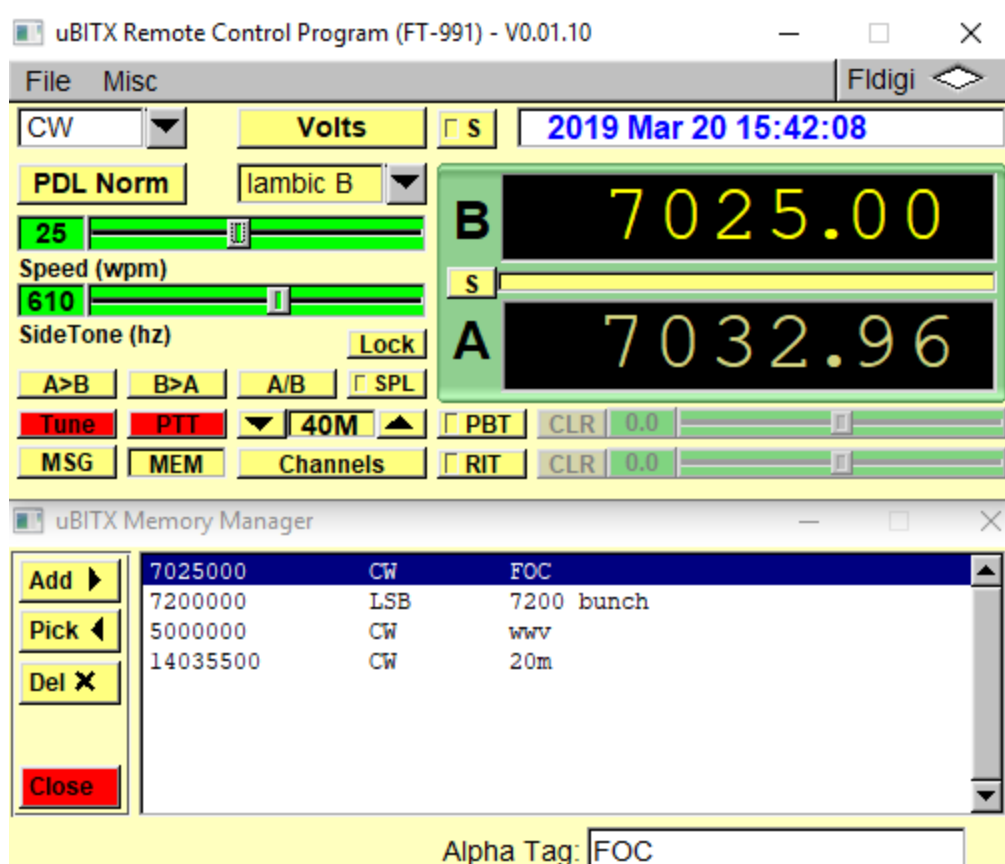 uBITX Remote Control Program (FT-991) - V0.01.10
File Misc Fldigi
CW Volts S 2019 Mar 20 15:42:08
PDL Norm Iambic B
B 7025.00
25
Speed (wpm)
S
610
SideTone (hz)
Lock
A 7032.96
A>B B>A A/B SPL
Tune PTT 40M PBT CLR 0.0
MSG MEM Channels RIT CLR 0.0
uBITX Memory Manager
Add
Pick
Del
Close
7025000 CW FOC
7200000 LSB 7200 bunch
5000000 CW wwv
14035500 CW 20m
Alpha Tag: FOC